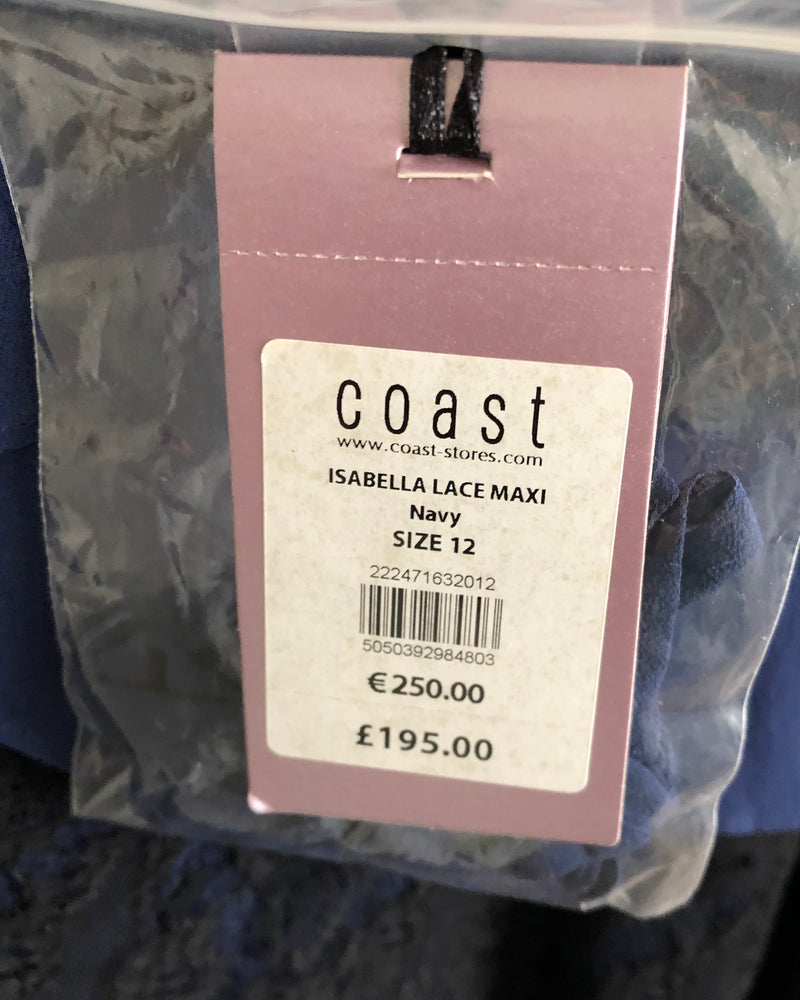 coast
www.coast-stores.com
ISABELLA LACE MAXI
Navy
SIZE 12
222471632012
5050392984803
€250.00
£195.00